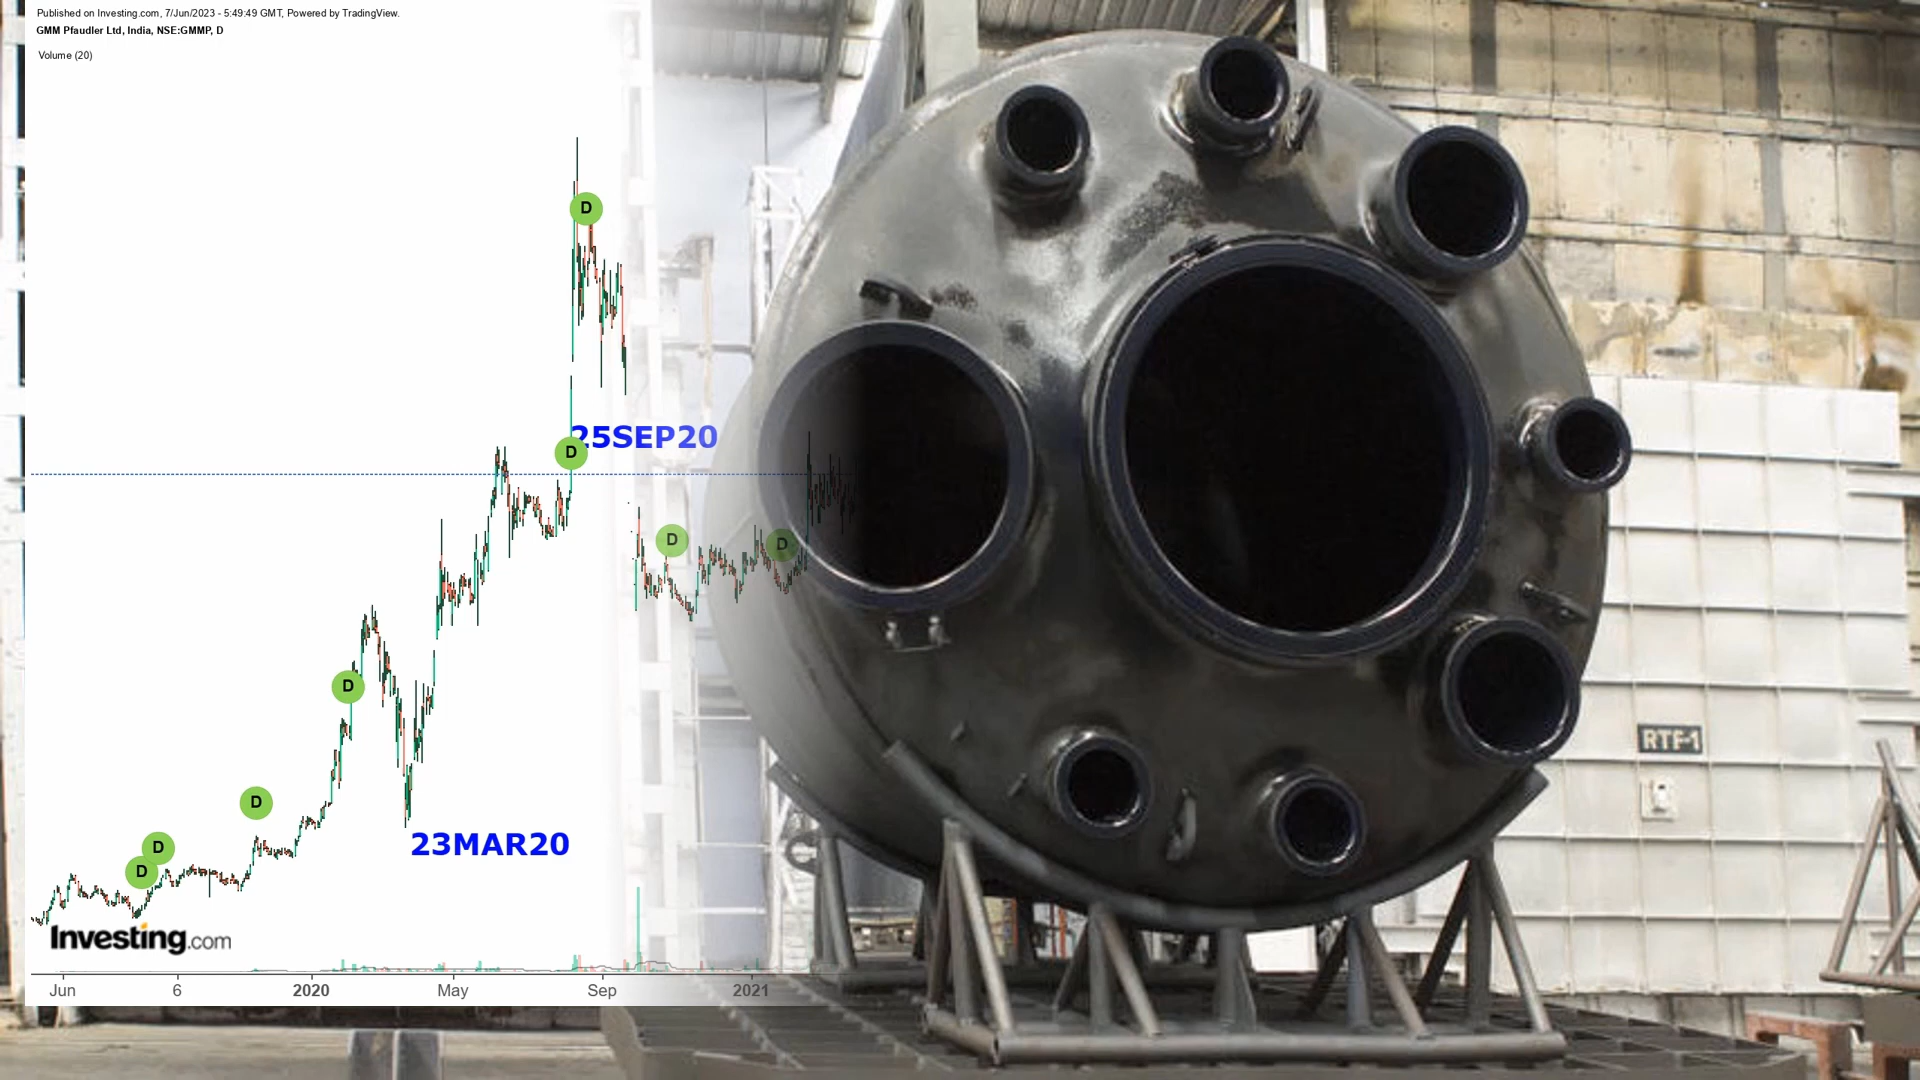 Published on Investing.com, 7/Jun/2023 - 5:49:49 GMT, Powered by TradingView.
GMM Pfaudler Ltd, India, NSE:GMMP, D
Volume (20)
D
25SEP20
D
D
D
D
D
23MAR20
D
D
RTF-1
Investing.com
Jun 6 2020 May Sep 2021